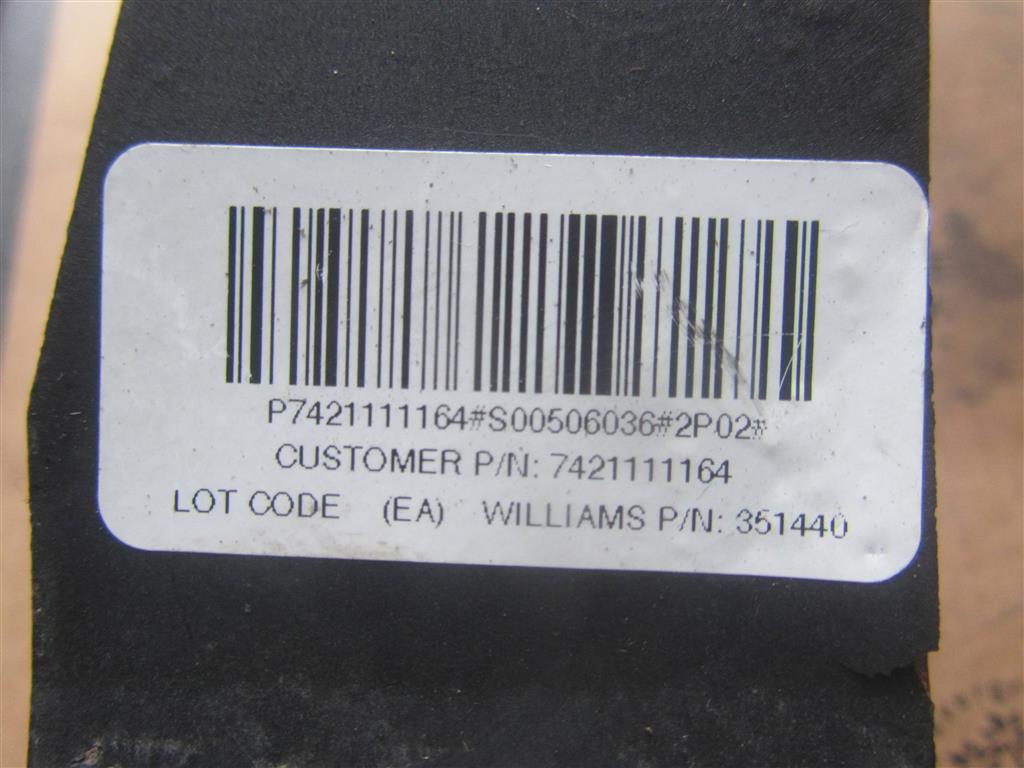 P7421111164#S00506036#2P02#
CUSTOMER P/N: 7421111164
LOT CODE (EA) WILLIAMS P/N: 351440